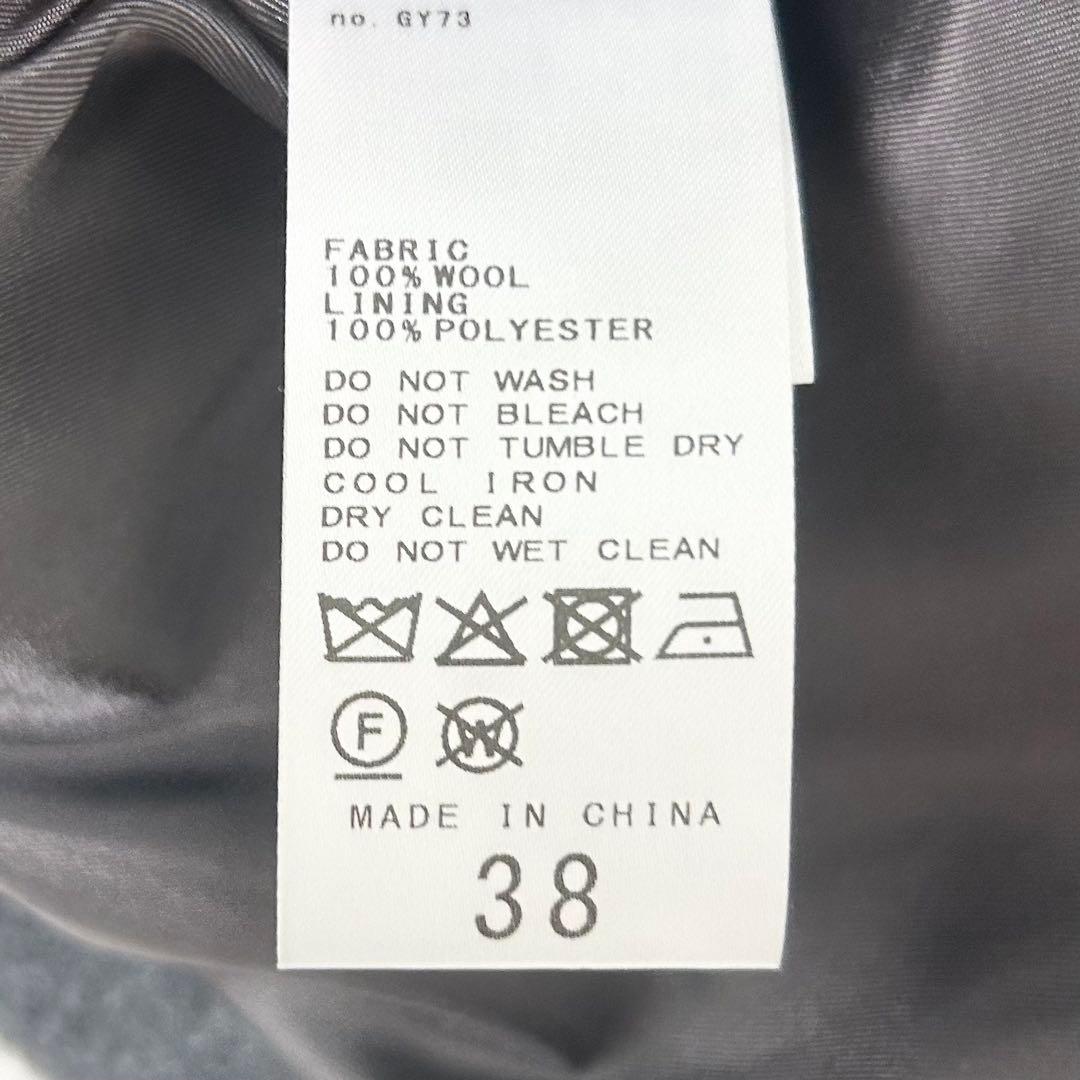 no. GY73
FABRIC
100% WOOL
LINING
100% POLYESTER
DO NOT WASH
DO NOT BLEACH
DO NOT TUMBLE DRY
COOL IRON
DRY CLEAN
DO NOT WET CLEAN
F W
MADE IN CHINA
38